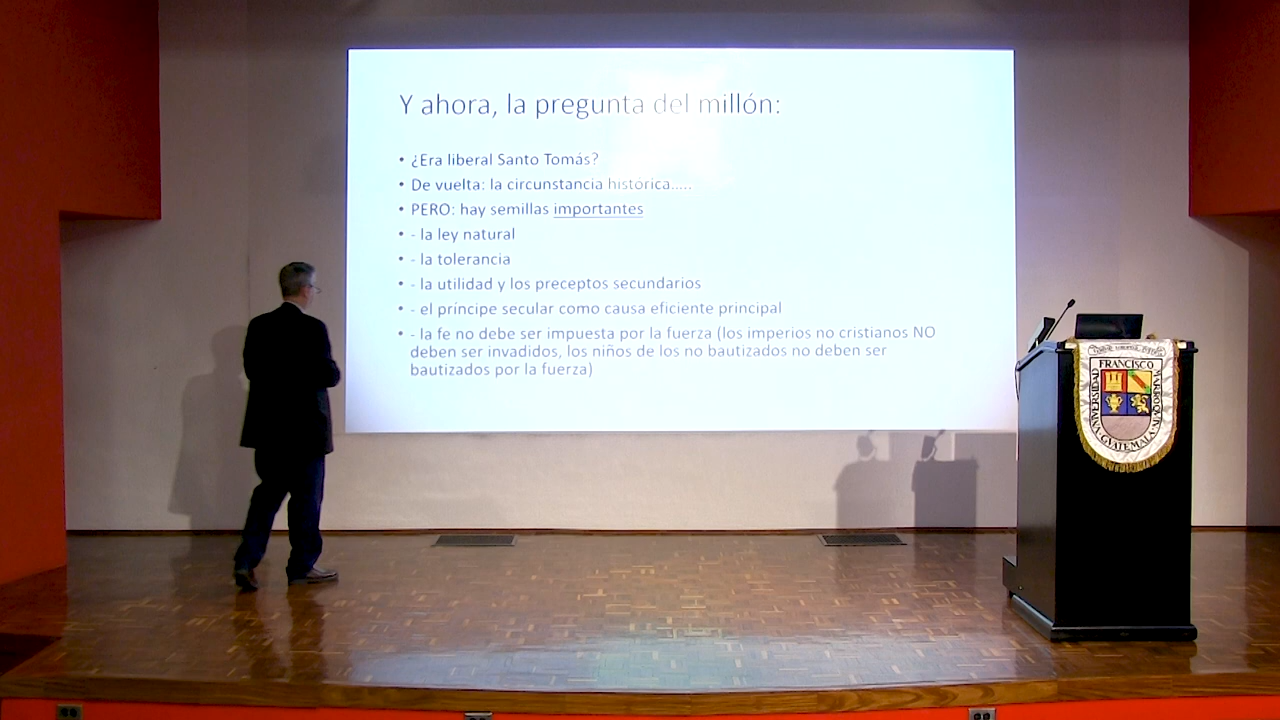 Y ahora, la pregunta del millón:
• ¿Era liberal Santo Tomás?
• De vuelta: la circunstancia histórica.....
• PERO: hay semillas importantes
• - la ley natural
• - la tolerancia
• - la utilidad y los preceptos secundarios
• - el príncipe secular como causa eficiente principal
• - la fe no debe ser impuesta por la fuerza (los imperios no cristianos NO
deben ser invadidos, los niños de los no bautizados no deben ser
bautizados por la fuerza)
UNIVERSIDAD FRANCISCO MARROQUIN
GUATEMALA